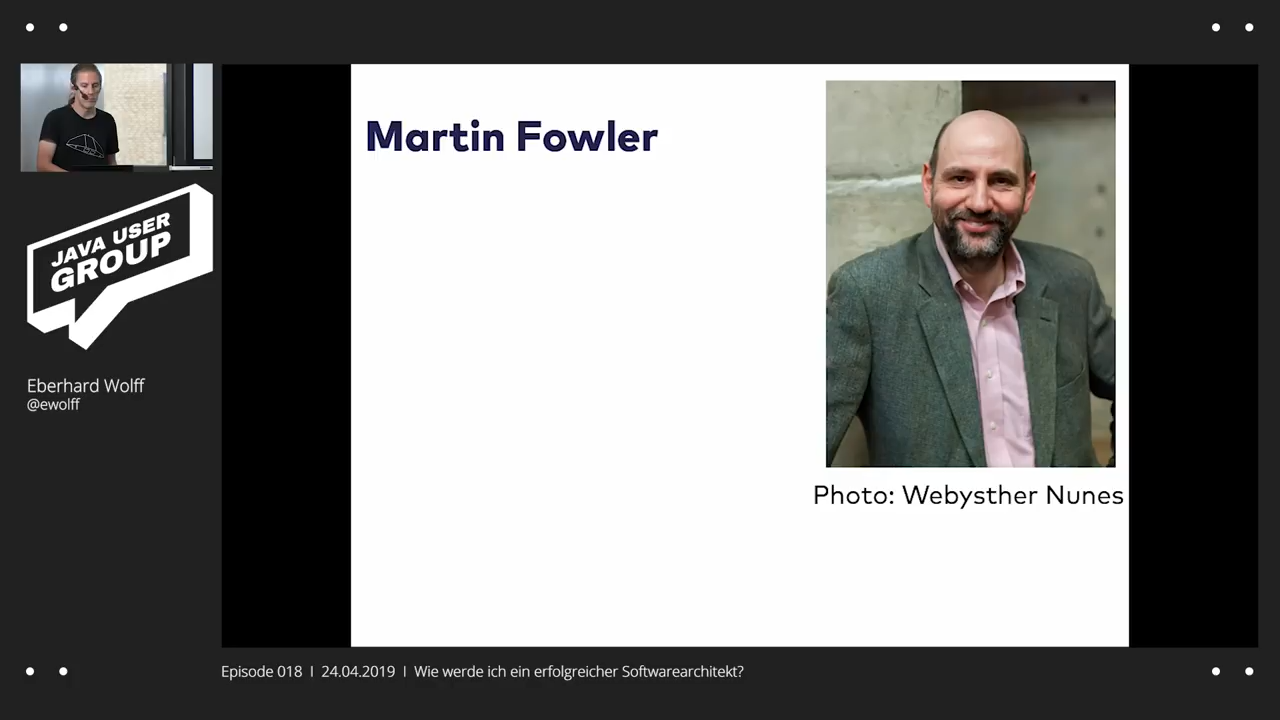 Martin Fowler
JAVA USER
GROUP
Eberhard Wolff
@ewolff
Photo: Webysther Nunes
Episode 018 | 24.04.2019 | Wie werde ich ein erfolgreicher Softwarearchitekt?